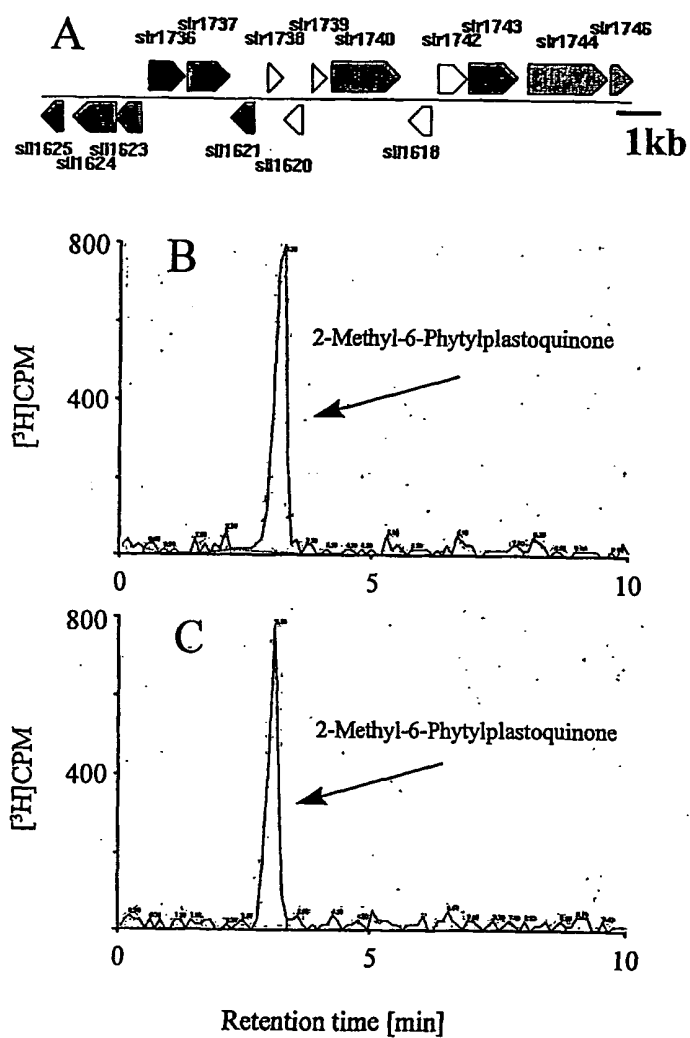 A
slr1736
slr1737
slr1738
slr1739
slr1740
slr1742
slr1743
slr1744
slr1746
sll1625
sll1624
sll1623
sll1621
sll1620
sll1618
1kb
B
800
400
[³H]CPM
2-Methyl-6-Phytylplastoquinone
0
5
10
C
800
400
[³H]CPM
2-Methyl-6-Phytylplastoquinone
0
5
10
Retention time [min]